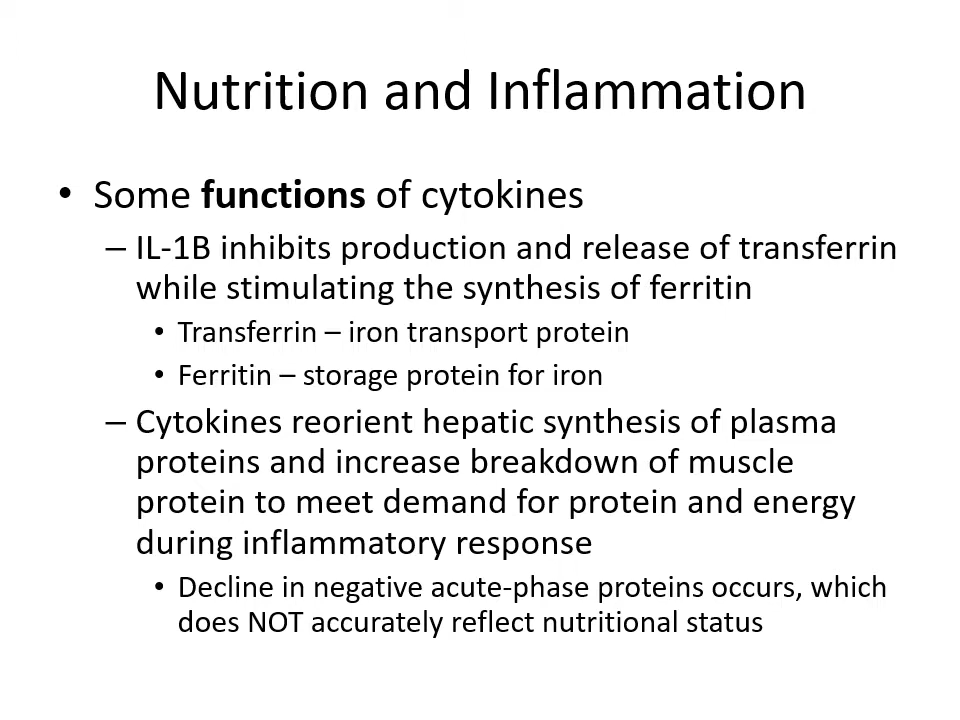 Nutrition and Inflammation
• Some functions of cytokines
– IL-1B inhibits production and release of transferrin
while stimulating the synthesis of ferritin
• Transferrin – iron transport protein
• Ferritin – storage protein for iron
– Cytokines reorient hepatic synthesis of plasma
proteins and increase breakdown of muscle
protein to meet demand for protein and energy
during inflammatory response
• Decline in negative acute-phase proteins occurs, which
does NOT accurately reflect nutritional status